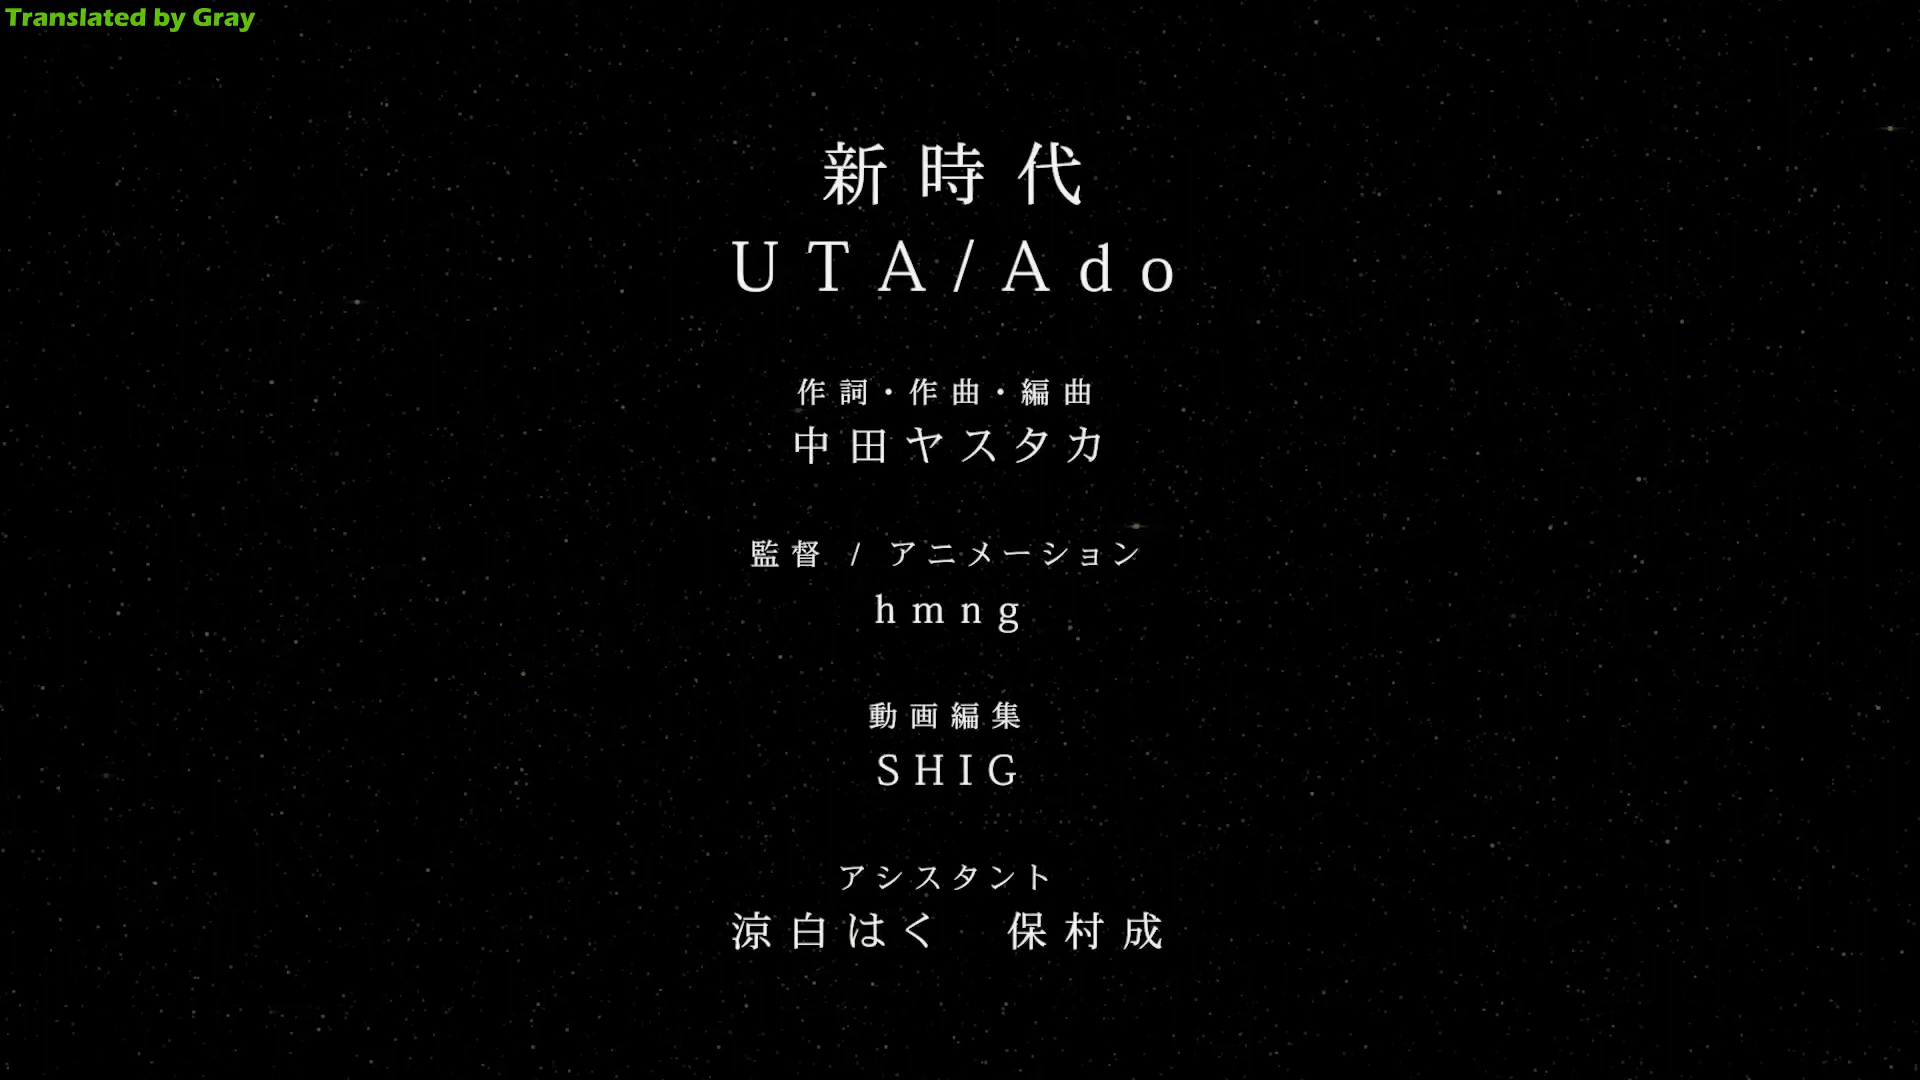 Translated by Gray
新時代
UTA/Ado
作詞・作曲・編曲
中田ヤスタカ
監督 / アニメーション
hmng
動画編集
SHIG
アシスタント
涼白はく　保村成